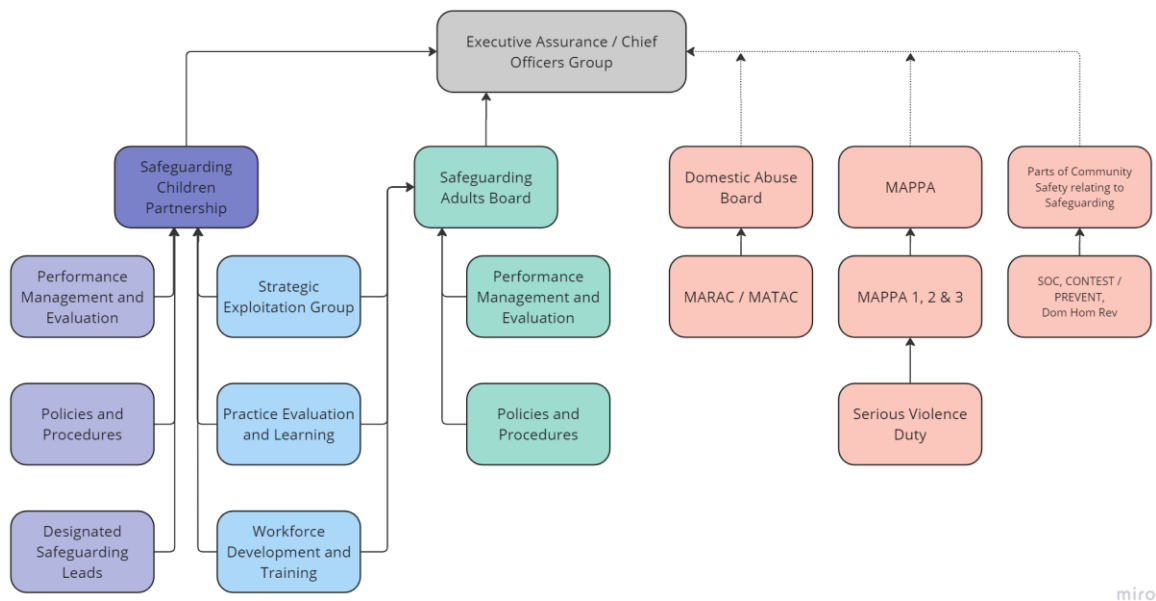 Executive Assurance / Chief
Officers Group
Safeguarding
Children
Partnership
Safeguarding
Adults Board
Domestic Abuse
Board
MAPPA
Parts of Community
Safety relating to
Safeguarding
Performance
Management and
Evaluation
Strategic
Exploitation Group
Performance
Management and
Evaluation
MARAC / MATAC
MAPPA 1, 2 & 3
SOC, CONTEST /
PREVENT,
Dom Hom Rev
Policies and
Procedures
Practice Evaluation
and Learning
Policies and
Procedures
Serious Violence
Duty
Designated
Safeguarding
Leads
Workforce
Development and
Training
miro